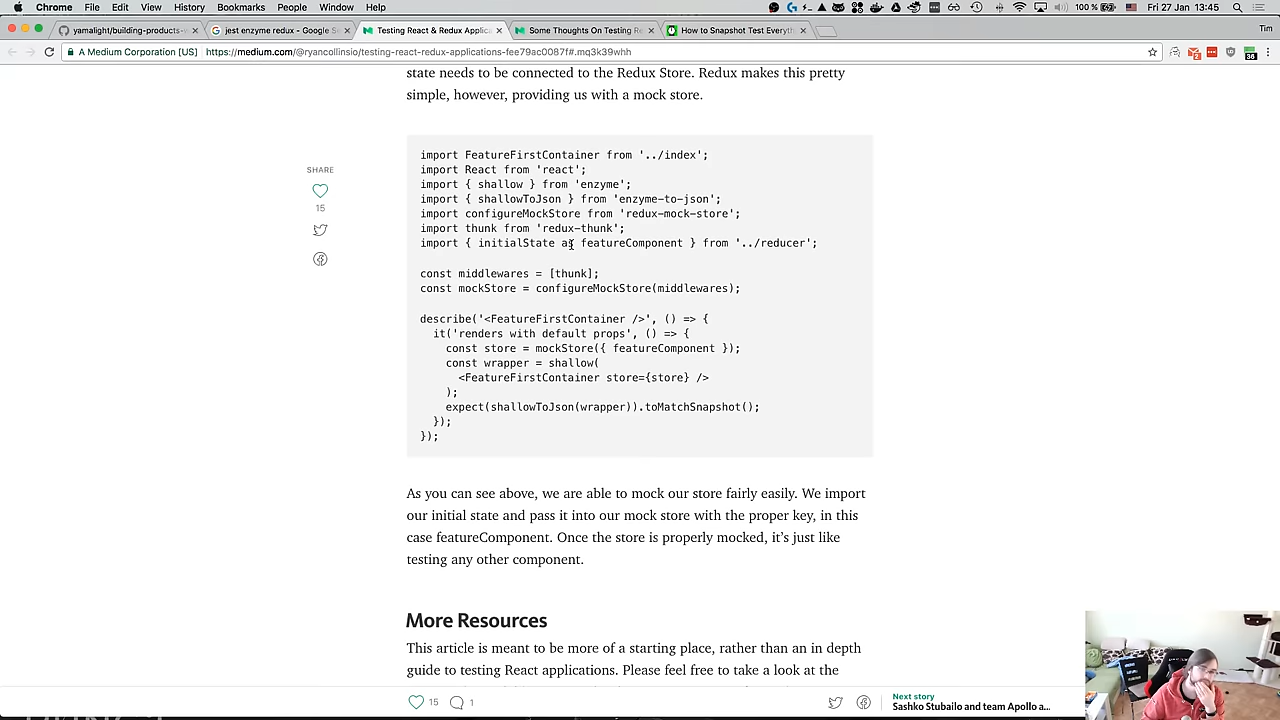 Chrome File Edit View History Bookmarks People Window Help 100 % Fri 27 Jan 13:45
yamalight/building-products-
jest enzyme redux - Google S
Testing React & Redux Applica
Some Thoughts On Testing Re
How to Snapshot Test Everyth
Tim
A Medium Corporation [US] https://medium.com/@ryancollinsio/testing-react-redux-applications-fee79ac0087f#.mq3k39whh
state needs to be connected to the Redux Store. Redux makes this pretty
simple, however, providing us with a mock store.
SHARE
15
import FeatureFirstContainer from '../index';
import React from 'react';
import { shallow } from 'enzyme';
import { shallowToJson } from 'enzyme-to-json';
import configureMockStore from 'redux-mock-store';
import thunk from 'redux-thunk';
import { initialState as featureComponent } from '../reducer';
const middlewares = [thunk];
const mockStore = configureMockStore(middlewares);
describe('<FeatureFirstContainer />', () => {
it('renders with default props', () => {
const store = mockStore({ featureComponent });
const wrapper = shallow(
<FeatureFirstContainer store={store} />
);
expect(shallowToJson(wrapper)).toMatchSnapshot();
});
});
As you can see above, we are able to mock our store fairly easily. We import
our initial state and pass it into our mock store with the proper key, in this
case featureComponent. Once the store is properly mocked, it’s just like
testing any other component.
More Resources
This article is meant to be more of a starting place, rather than an in depth
guide to testing React applications. Please feel free to take a look at the
15 1
Next story
Sashko Stubailo and team Apollo a...